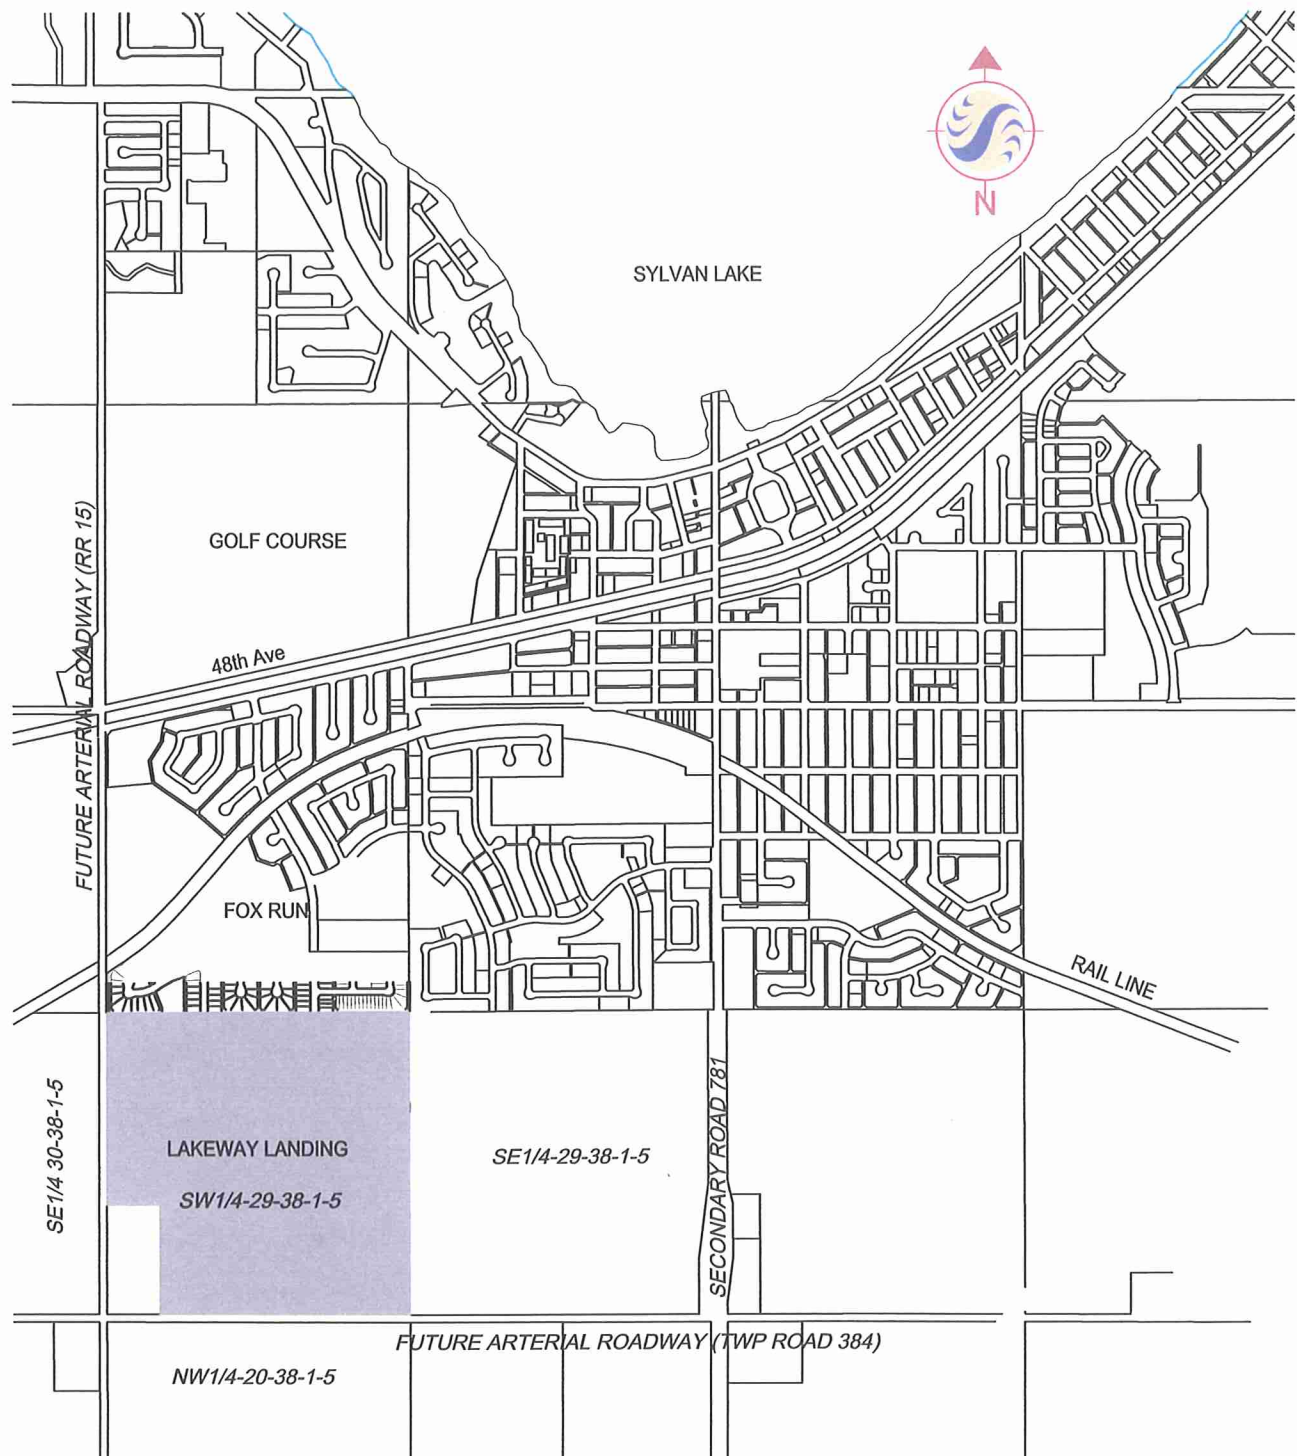 N
SYLVAN LAKE
GOLF COURSE
FUTURE ARTERIAL ROADWAY (RR 15)
48th Ave
FOX RUN
RAIL LINE
SE1/4 30-38-1-5
LAKEWAY LANDING
SW1/4-29-38-1-5
SE1/4-29-38-1-5
SECONDARY ROAD 781
FUTURE ARTERIAL ROADWAY (TWP ROAD 384)
NW1/4-20-38-1-5